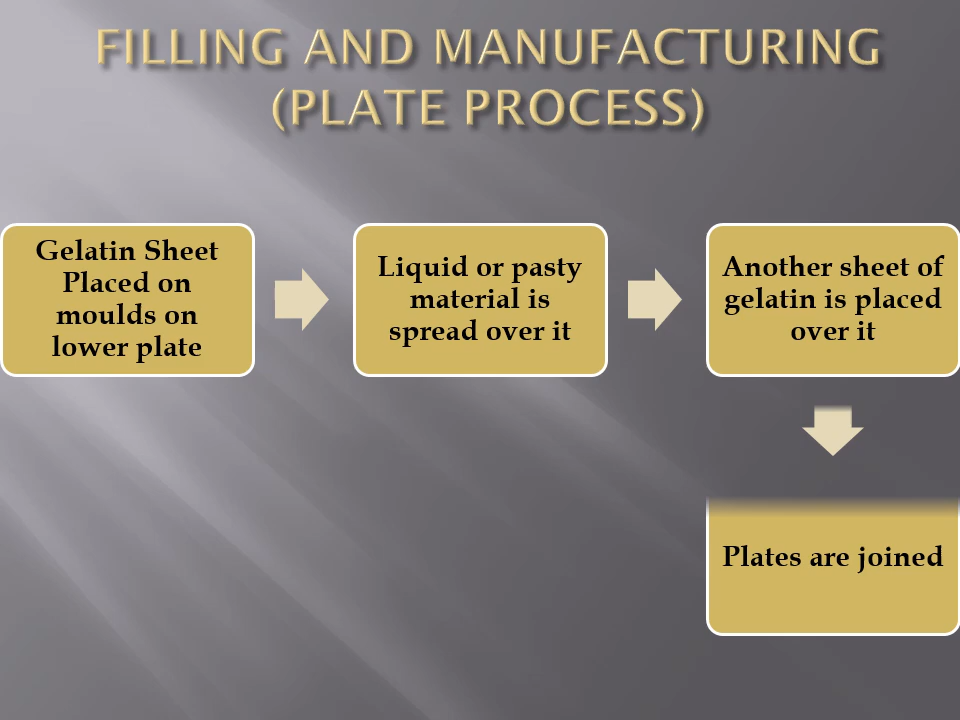 FILLING AND MANUFACTURING
(PLATE PROCESS)
Gelatin Sheet
Placed on
moulds on
lower plate
Liquid or pasty
material is
spread over it
Another sheet of
gelatin is placed
over it
Plates are joined